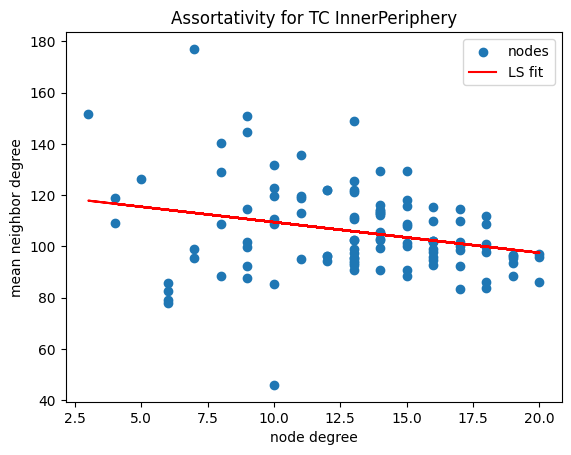 Assortativity for TC InnerPeriphery
nodes
LS fit
mean neighbor degree
180
160
140
120
100
80
60
40
2.5 5.0 7.5 10.0 12.5 15.0 17.5 20.0
node degree